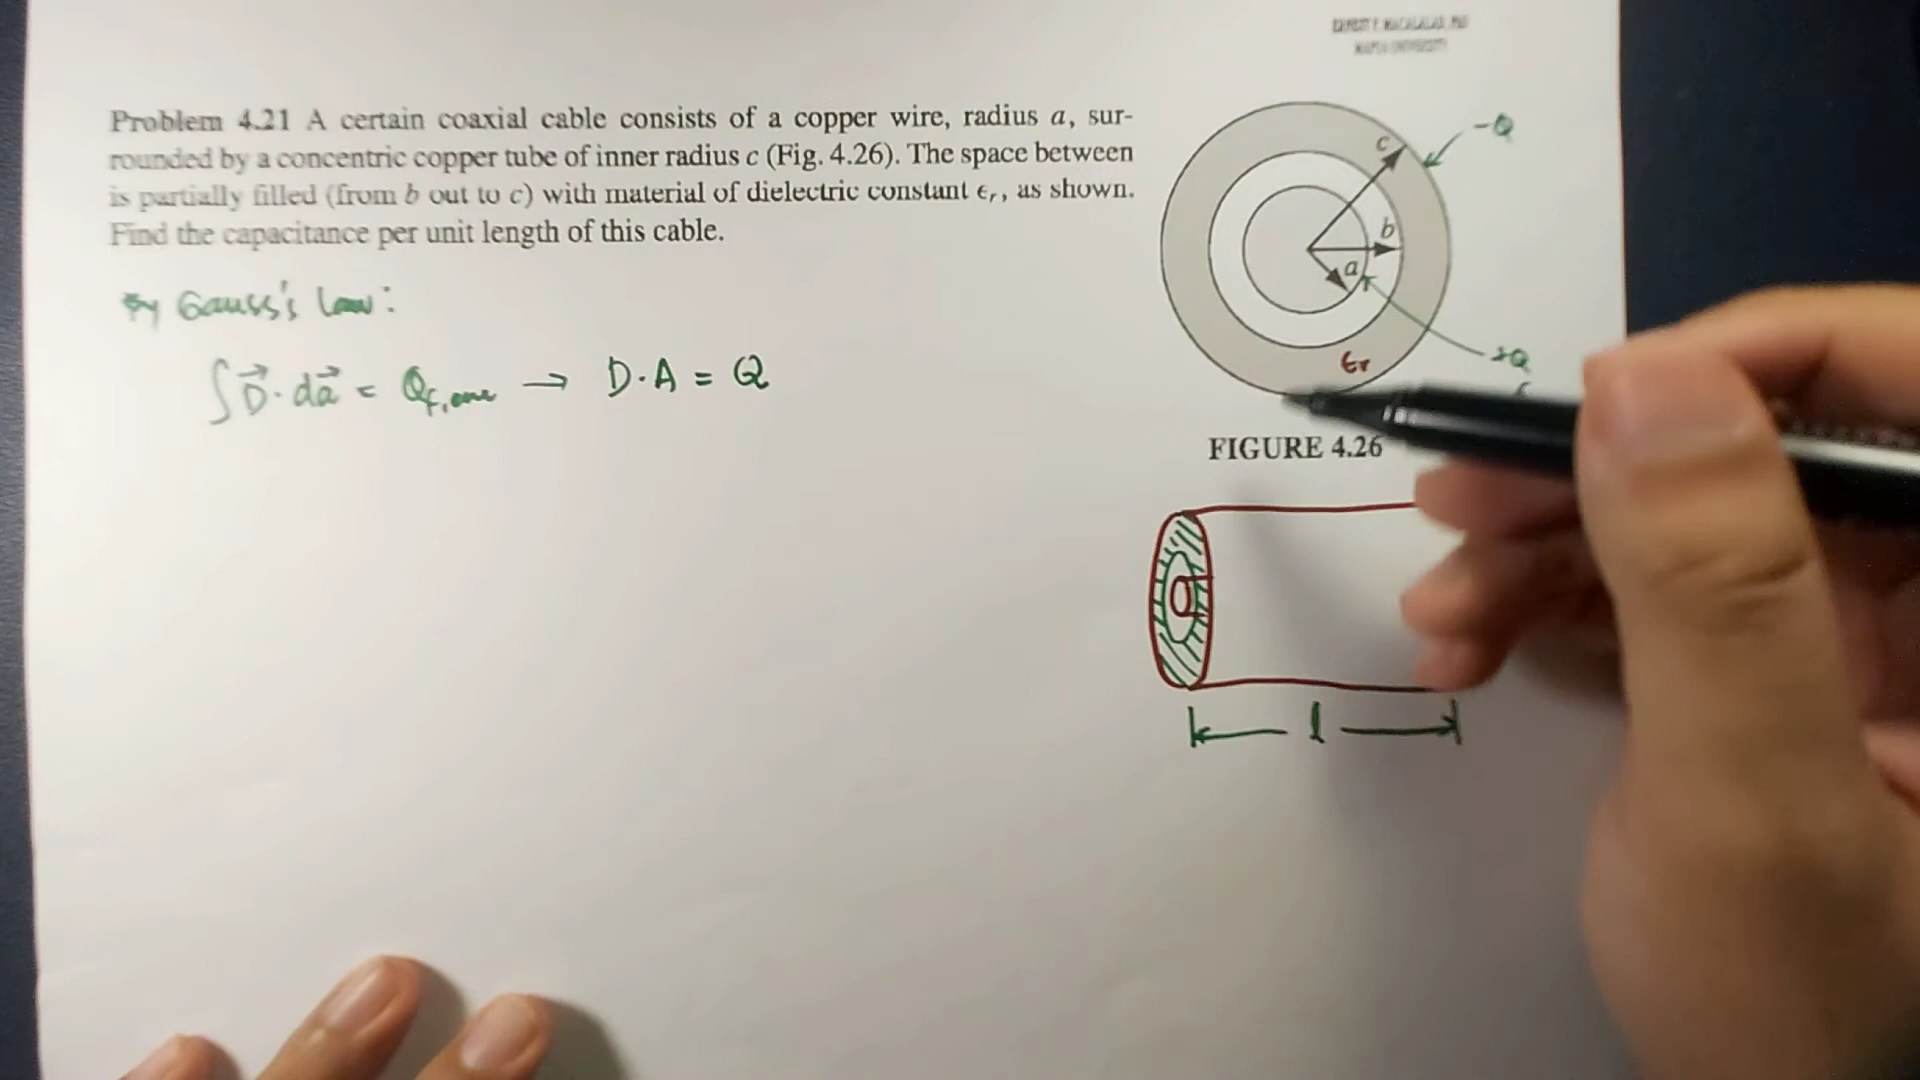 Problem 4.21 A certain coaxial cable consists of a copper wire, radius a, sur-
rounded by a concentric copper tube of inner radius c (Fig. 4.26). The space between
is partially filled (from b out to c) with material of dielectric constant ϵᵣ, as shown.
Find the capacitance per unit length of this cable.
By Gauss's Law:
∫D⃗·da⃗ = Q_f,enc → D·A = Q
c
-Q
b
a
+Q
ϵr
FIGURE 4.26
l